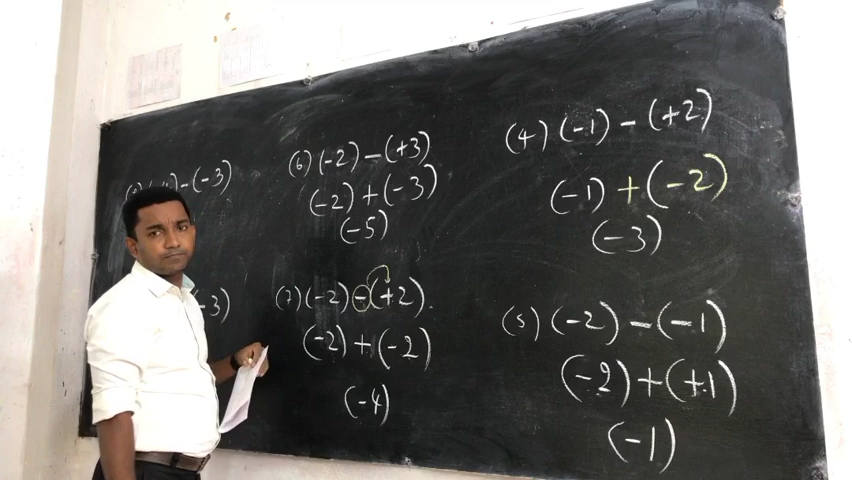 - (-3)
-3)
(6) (-2) - (+3)
(-2) + (-3)
(-5)
(7) (-2) - (+2).
(-2) + (-2)
(-4)
(4) (-1) - (+2)
(-1) + (-2)
(-3)
(5) (-2) - (-1)
(-2) + (+1)
(-1)